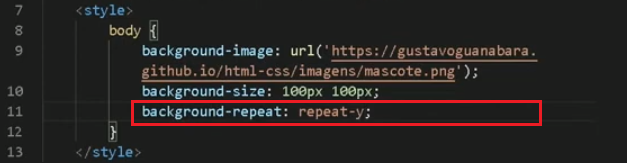 7 <style>
8 body {
9 background-image: url('https://gustavoguanabara.
github.io/html-css/imagens/mascote.png');
10 background-size: 100px 100px;
11 background-repeat: repeat-y;
12 }
13 </style>